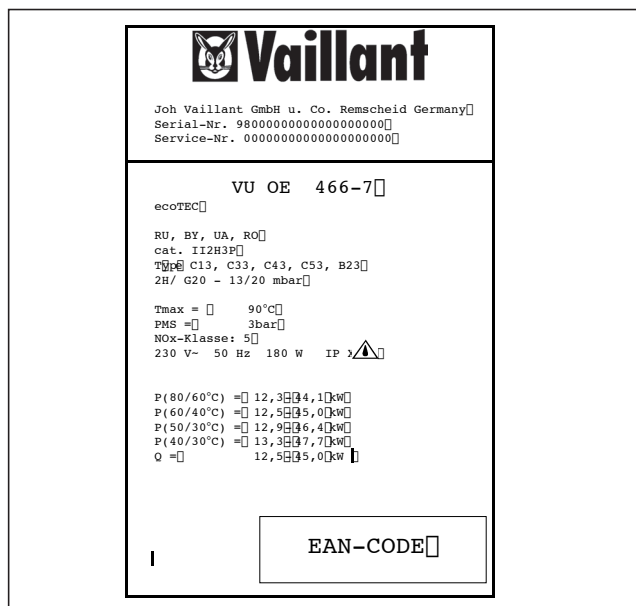 Vaillant
Joh Vaillant GmbH u. Co. Remscheid Germany
Serial-Nr. 98000000000000000000
Service-Nr. 00000000000000000000
VU OE 466-7
ecoTEC
RU, BY, UA, RO
cat. II2H3P
Type C13, C33, C43, C53, B23
2H/ G20 - 13/20 mbar
Tmax = 90°C
PMS = 3bar
NOx-Klasse: 5
230 V~ 50 Hz 180 W IP
P(80/60°C) = 12,3-44,1 kW
P(60/40°C) = 12,5-45,0 kW
P(50/30°C) = 12,9-46,4 kW
P(40/30°C) = 13,3-47,7 kW
Q = 12,5-45,0 kW
EAN-CODE